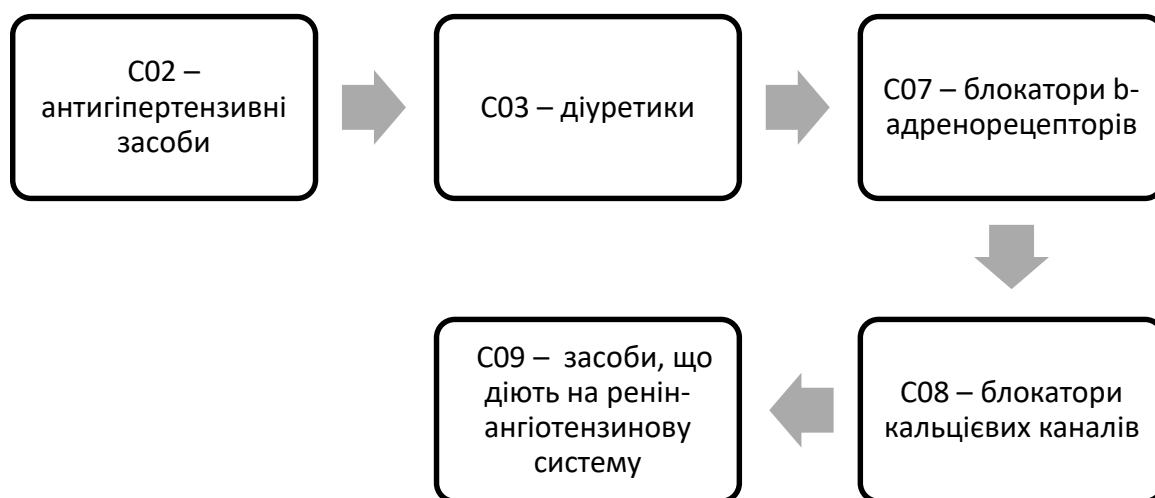 C02 –
антигіпертензивні
засоби
C03 – діуретики
C07 – блокатори b-
адренорецепторів
C08 – блокатори
кальцієвих каналів
C09 –  засоби, що
діють на ренін-
ангіотензинову
систему